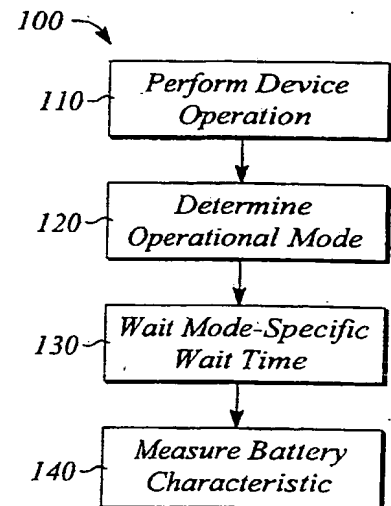 100
110
Perform Device
Operation
120
Determine
Operational Mode
130
Wait Mode-Specific
Wait Time
140
Measure Battery
Characteristic